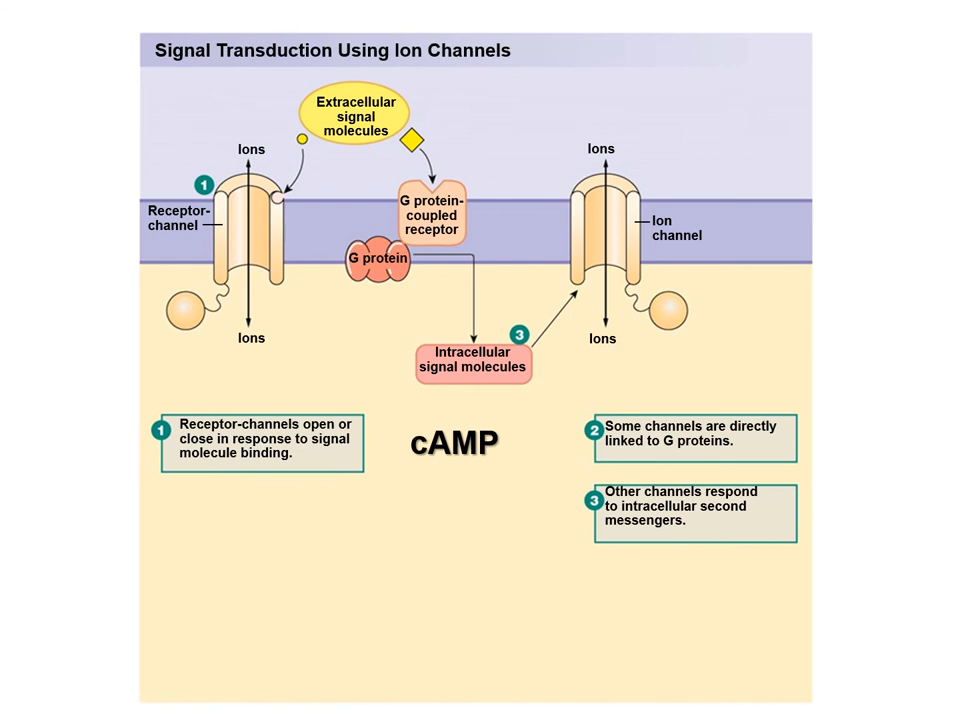 Signal Transduction Using Ion Channels
Extracellular
signal
molecules
Ions
Ions
1
Receptor-
channel
G protein-
coupled
receptor
Ion
channel
G protein
Ions
Ions
3
Intracellular
signal molecules
1
Receptor-channels open or
close in response to signal
molecule binding.
cAMP
2
Some channels are directly
linked to G proteins.
3
Other channels respond
to intracellular second
messengers.